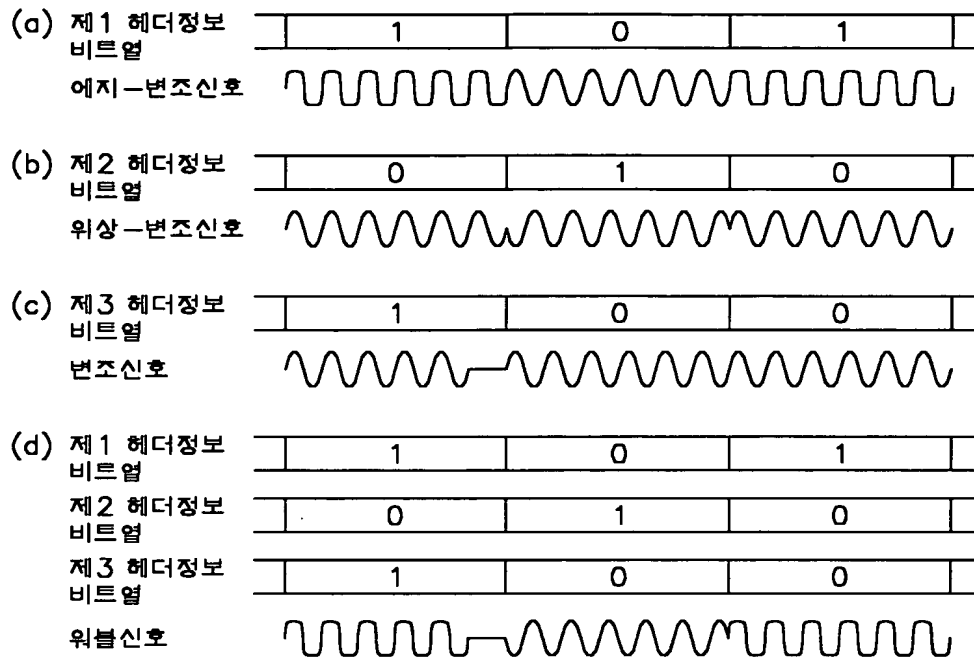 (a) 제1 헤더정보 1 0 1
비트열
에지-변조신호
(b) 제2 헤더정보 0 1 0
비트열
위상-변조신호
(c) 제3 헤더정보 1 0 0
비트열
변조신호
(d) 제1 헤더정보 1 0 1
비트열
제2 헤더정보 0 1 0
비트열
제3 헤더정보 1 0 0
비트열
워블신호